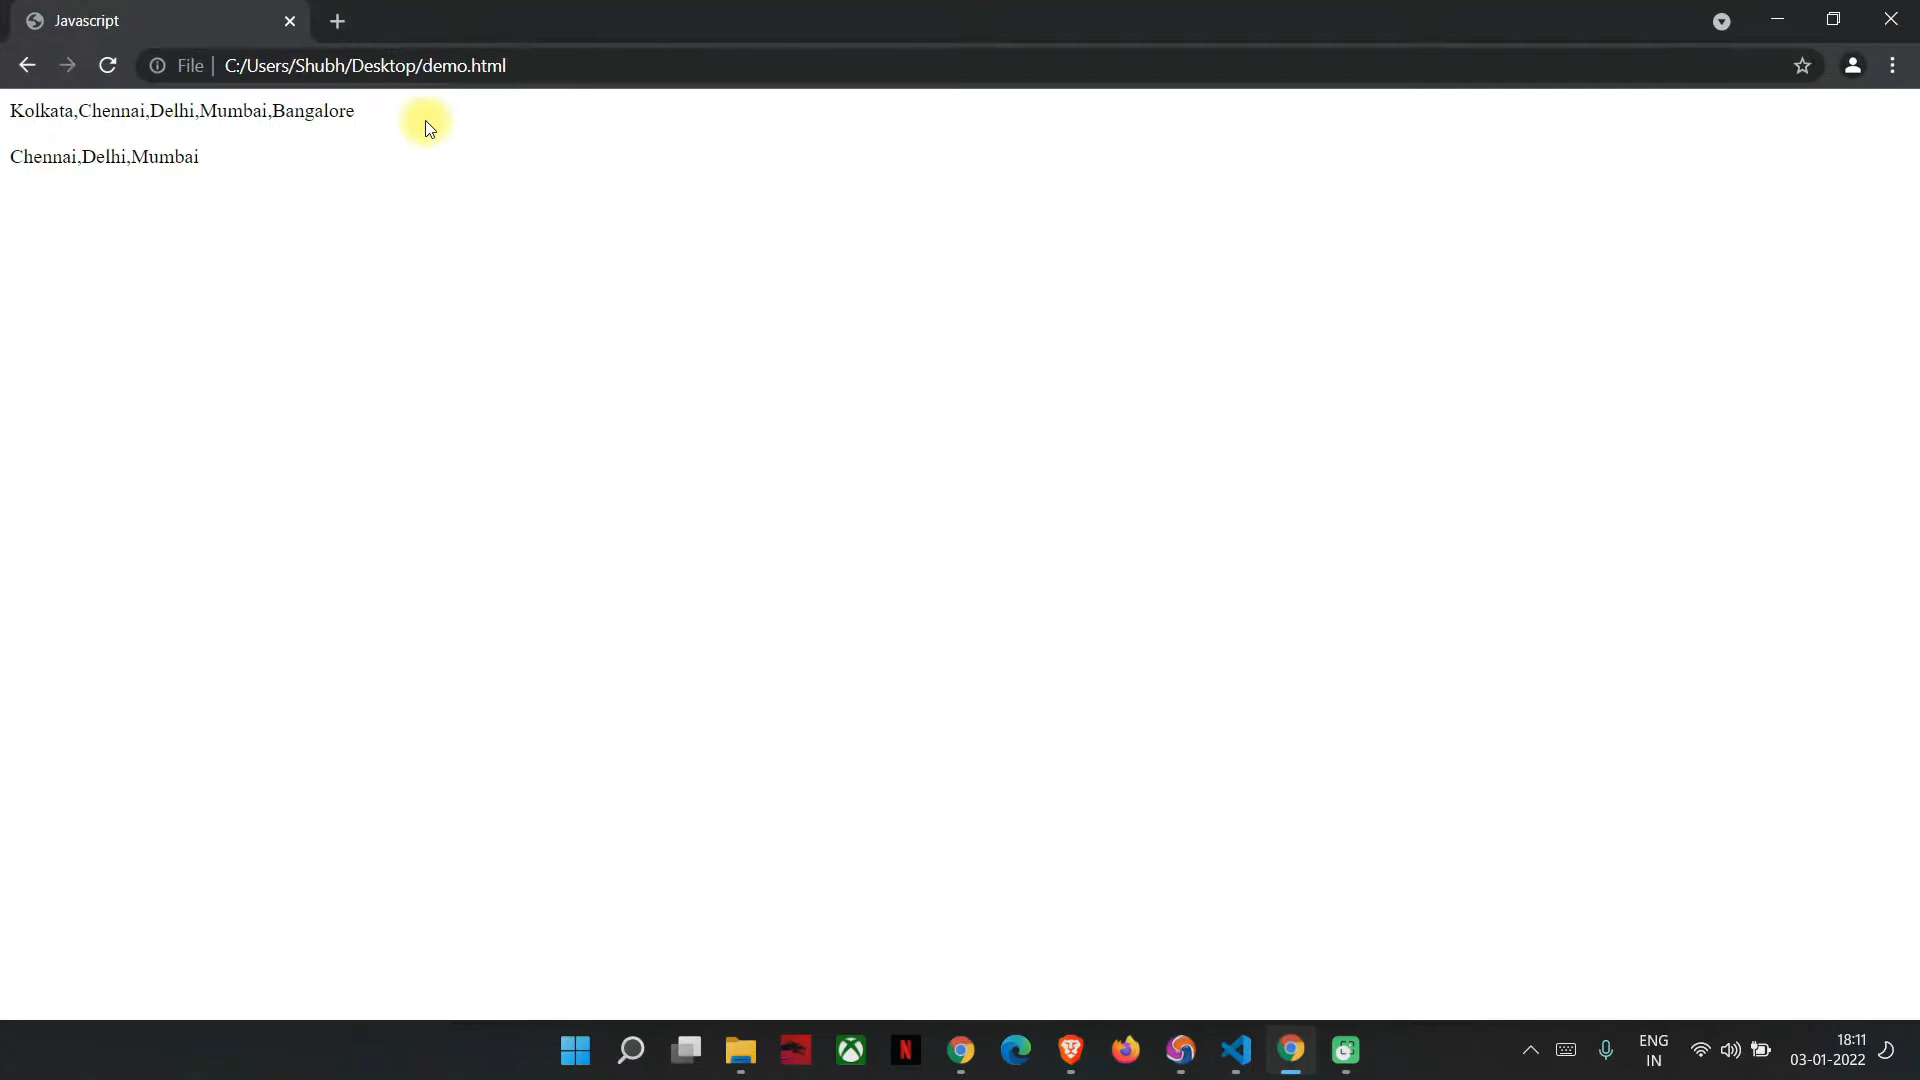 Javascript
File
C:/Users/Shubh/Desktop/demo.html
Kolkata,Chennai,Delhi,Mumbai,Bangalore
Chennai,Delhi,Mumbai
N
ENG
IN
18:11
03-01-2022